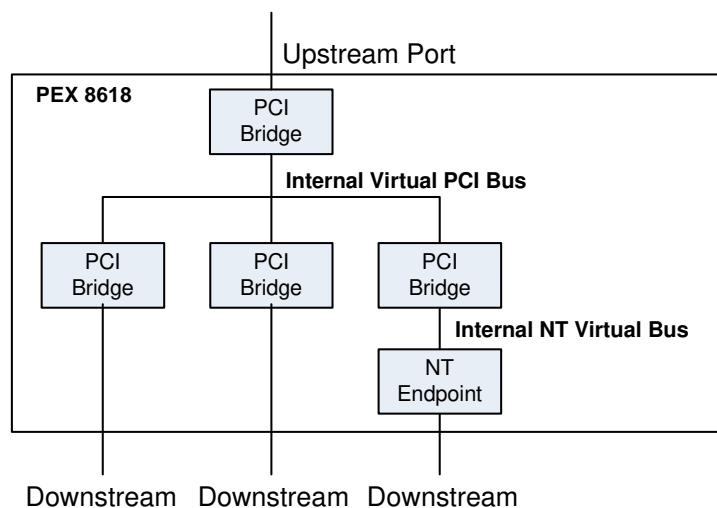 Upstream Port
PEX 8618
PCI
Bridge
Internal Virtual PCI Bus
PCI
Bridge
PCI
Bridge
PCI
Bridge
Internal NT Virtual Bus
NT
Endpoint
Downstream
Downstream
Downstream